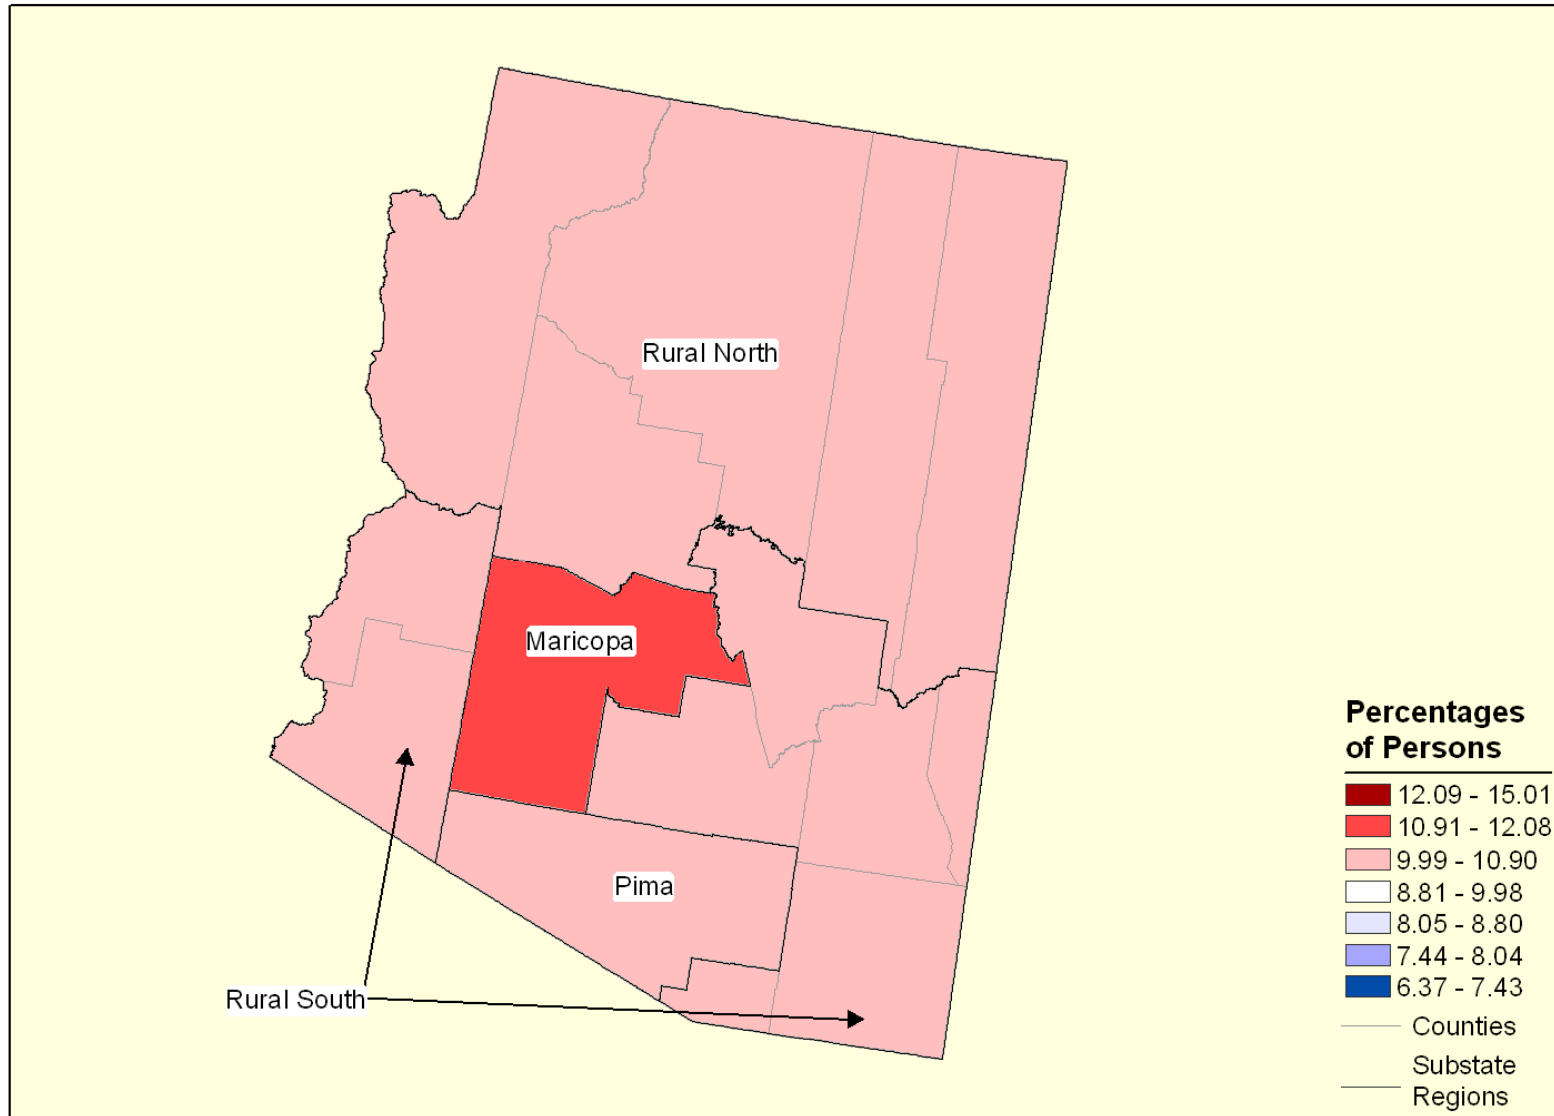 Rural North
Maricopa
Pima
Rural South
Percentages
of Persons
12.09 - 15.01
10.91 - 12.08
9.99 - 10.90
8.81 - 9.98
8.05 - 8.80
7.44 - 8.04
6.37 - 7.43
Counties
Substate
Regions